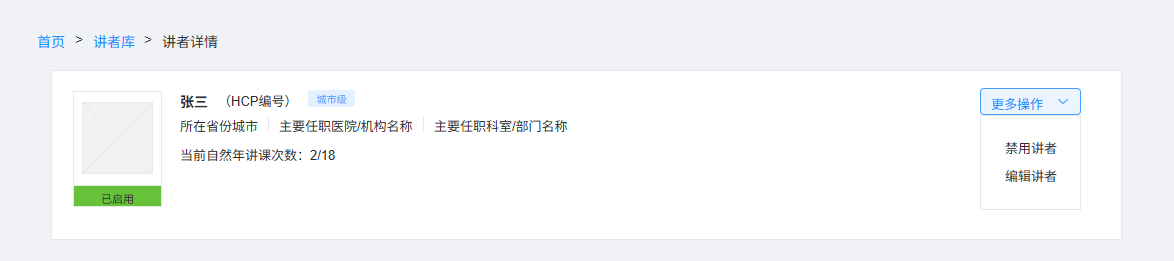 首页 > 讲者库 > 讲者详情
张三 （HCP编号） 城市级
更多操作
所在省份城市 主要任职医院/机构名称 主要任职科室/部门名称
当前自然年讲课次数：2/18
禁用讲者
编辑讲者
已启用